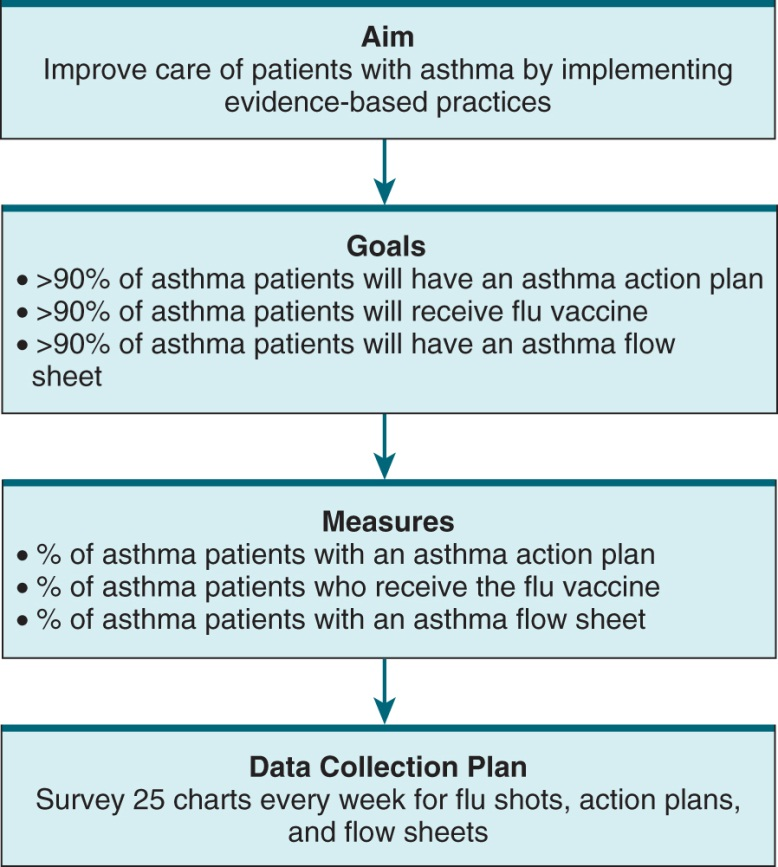 Aim
Improve care of patients with asthma by implementing
evidence-based practices
Goals
• >90% of asthma patients will have an asthma action plan
• >90% of asthma patients will receive flu vaccine
• >90% of asthma patients will have an asthma flow
sheet
Measures
• % of asthma patients with an asthma action plan
• % of asthma patients who receive the flu vaccine
• % of asthma patients with an asthma flow sheet
Data Collection Plan
Survey 25 charts every week for flu shots, action plans,
and flow sheets